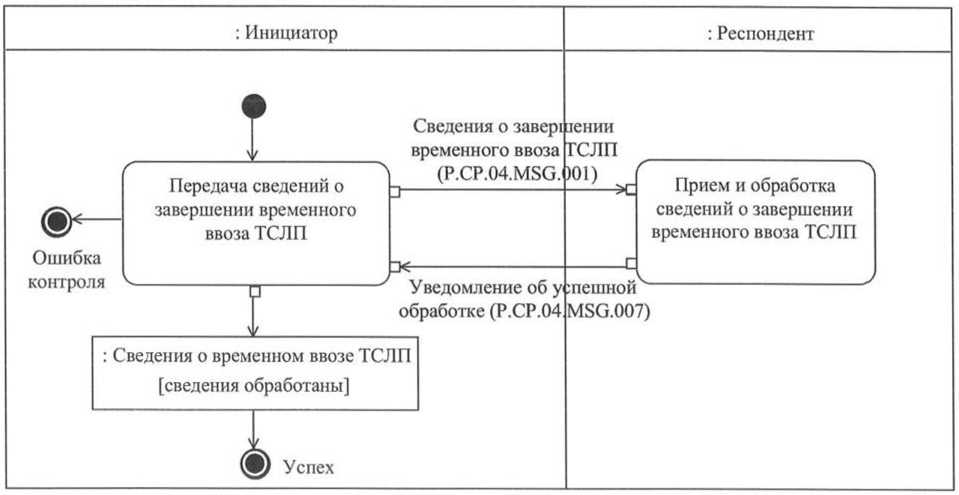 : Инициатор
: Респондент
Сведения о завершении
временного ввоза ТСЛП
(P.CP.04.MSG.001)
Передача сведений о
завершении временного
ввоза ТСЛП
Прием и обработка
сведений о завершении
временного ввоза ТСЛП
Ошибка
контроля
Уведомление об успешной
обработке (P.CP.04.MSG.007)
: Сведения о временном ввозе ТСЛП
[сведения обработаны]
Успех